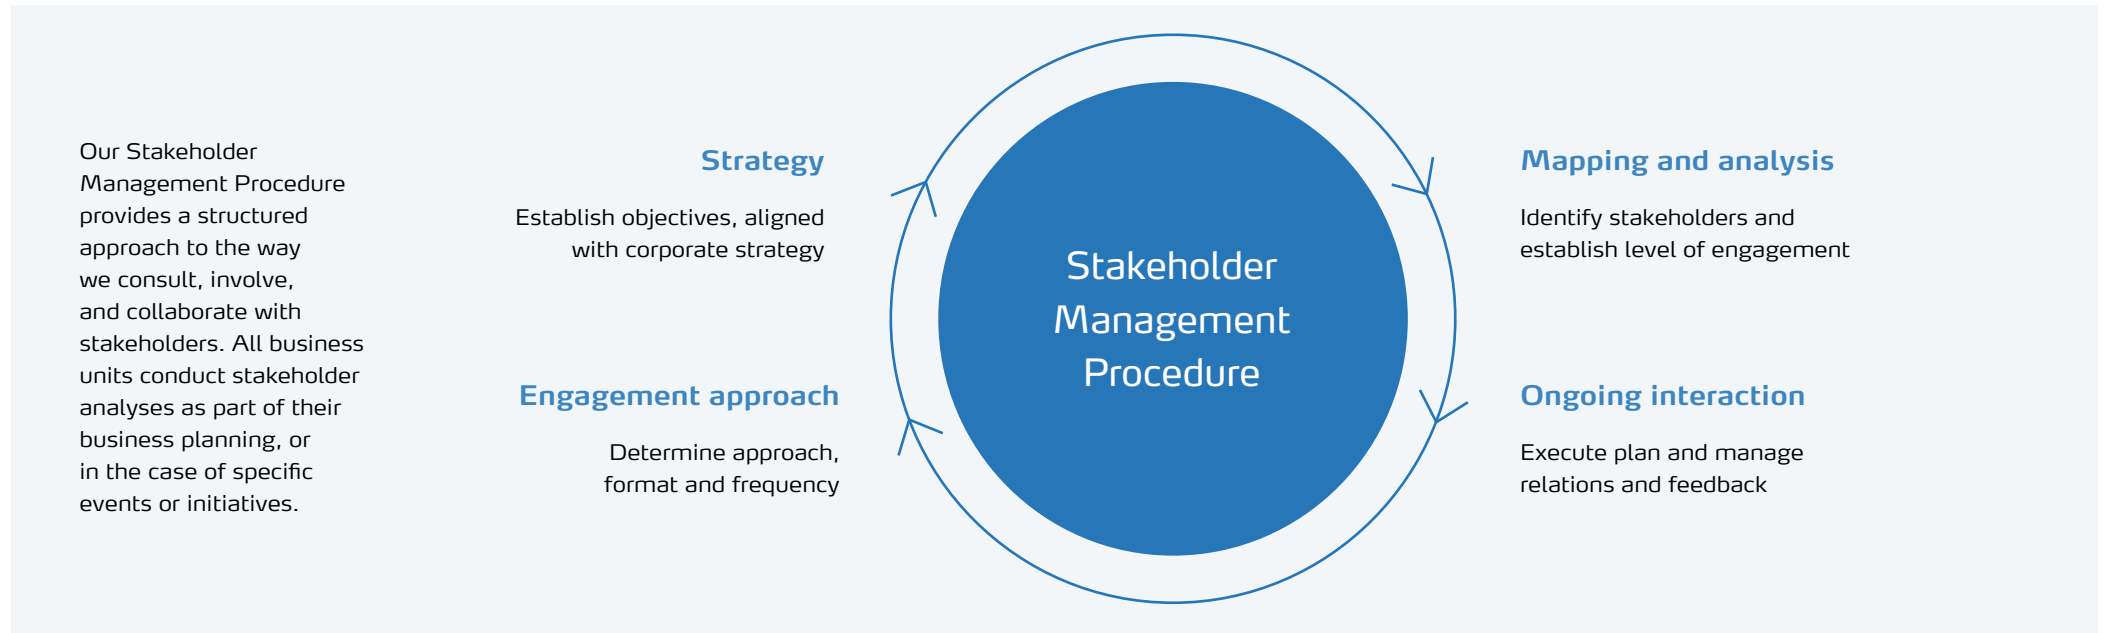 Our Stakeholder
Management Procedure
provides a structured
approach to the way
we consult, involve,
and collaborate with
stakeholders. All business
units conduct stakeholder
analyses as part of their
business planning, or
in the case of specific
events or initiatives.
Strategy
Establish objectives, aligned
with corporate strategy
Engagement approach
Determine approach,
format and frequency
Stakeholder
Management
Procedure
Mapping and analysis
Identify stakeholders and
establish level of engagement
Ongoing interaction
Execute plan and manage
relations and feedback